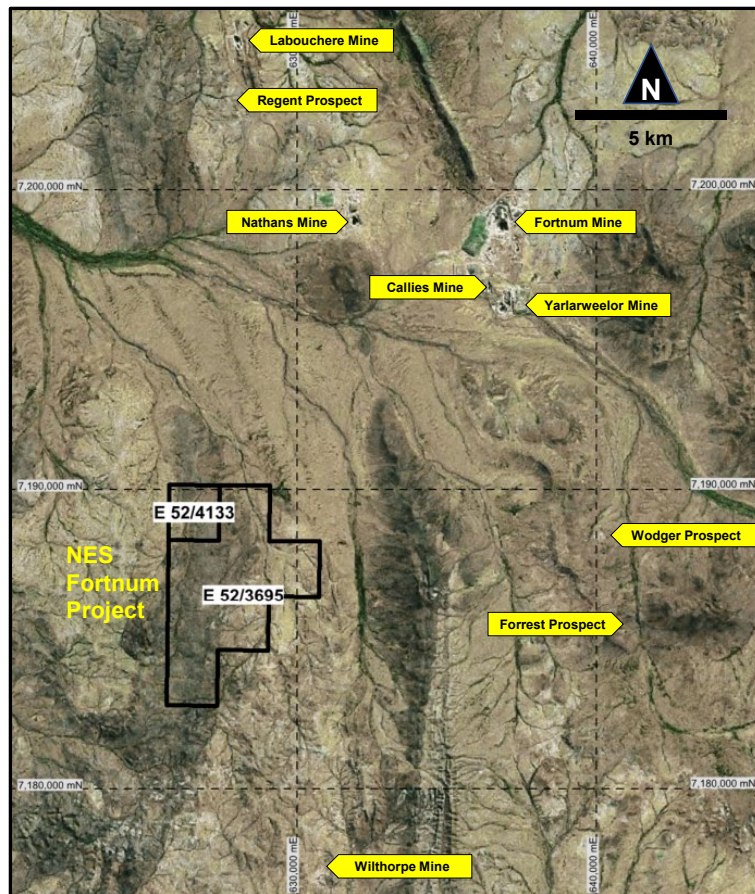 Labouchere Mine
630,000 mE
640,000 mE
N
5 km
Regent Prospect
7,200,000 mN
7,200,000 mN
Nathans Mine
Fortnum Mine
Callies Mine
Yarlarweelor Mine
7,190,000 mN
7,190,000 mN
E 52/4133
NES
Fortnum
Project
Wodger Prospect
E 52/3695
Forrest Prospect
7,180,000 mN
7,180,000 mN
630,000 mE
640,000 mE
Wilthorpe Mine